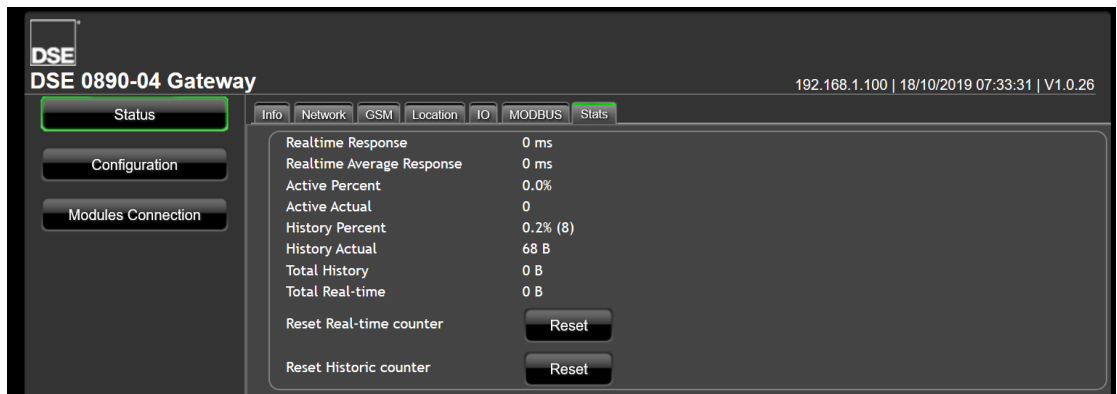 DSE
DSE 0890-04 Gateway
192.168.1.100 | 18/10/2019 07:33:31 | V1.0.26
Status
Configuration
Modules Connection
Info Network GSM Location IO MODBUS Stats
Realtime Response 0 ms
Realtime Average Response 0 ms
Active Percent 0.0%
Active Actual 0
History Percent 0.2% (8)
History Actual 68 B
Total History 0 B
Total Real-time 0 B
Reset Real-time counter Reset
Reset Historic counter Reset